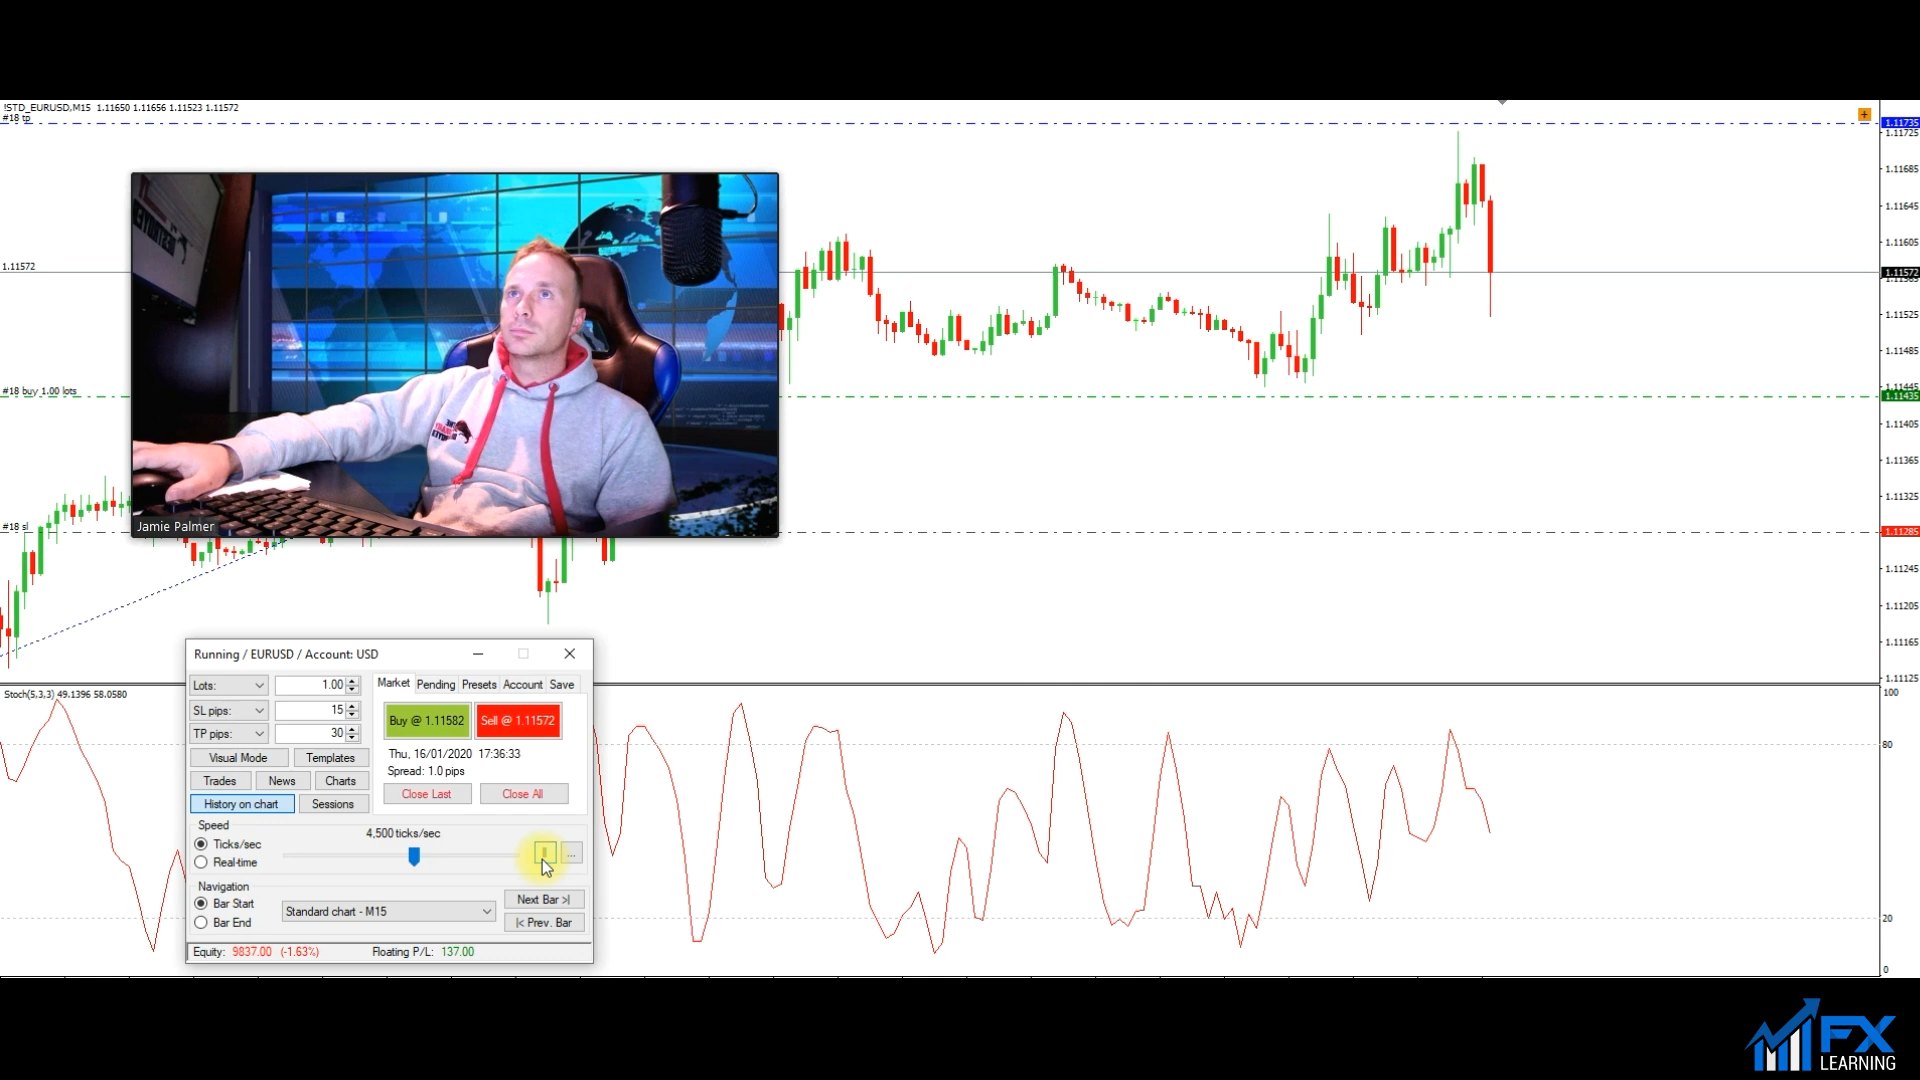 !STD_EURUSD,M15 1.11650 1.11656 1.11523 1.11572
#18 tp
1.11735
1.11725
1.11685
1.11645
1.11605
1.11572
1.11572
1.11525
1.11485
#18 buy 1.00 lots
1.11445
1.11435
1.11405
1.11365
1.11325
Jamie Palmer
#18 sl
1.11285
1.11245
1.11205
1.11165
1.11125
Running / EURUSD / Account: USD
Lots: 1.00
SL pips: 15
TP pips: 30
Visual Mode Templates
Trades News Charts
History on chart Sessions
Market Pending Presets Account Save
Buy @ 1.11582 Sell @ 1.11572
Thu, 16/01/2020 17:36:33
Spread: 1.0 pips
Close Last Close All
Speed
4,500 ticks/sec
Ticks/sec
Real-time
...
Navigation
Bar Start
Bar End
Standard chart - M15
Next Bar >|
|< Prev. Bar
Equity: 9837.00 (-1.63%) Floating P/L: 137.00
Stoch(5,3,3) 49.1396 58.0580
100
80
20
0
FX
LEARNING